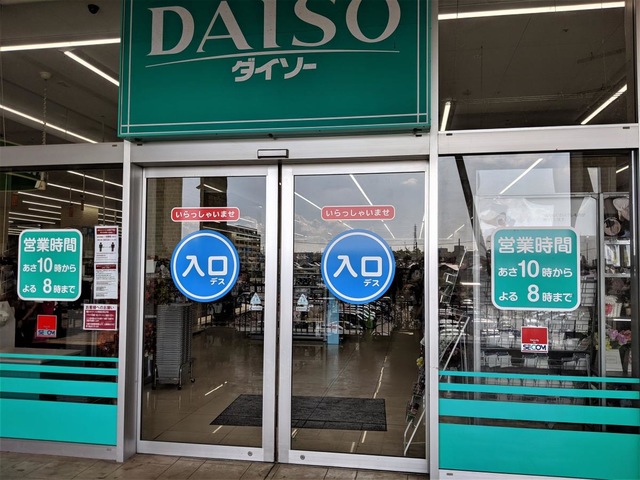 DAISO
ダイソー
いらっしゃいませ
入口
デス
いらっしゃいませ
入口
デス
営業時間
あさ10時から
よる 8時まで
SECOM
営業時間
あさ10時から
よる 8時まで
SECOM